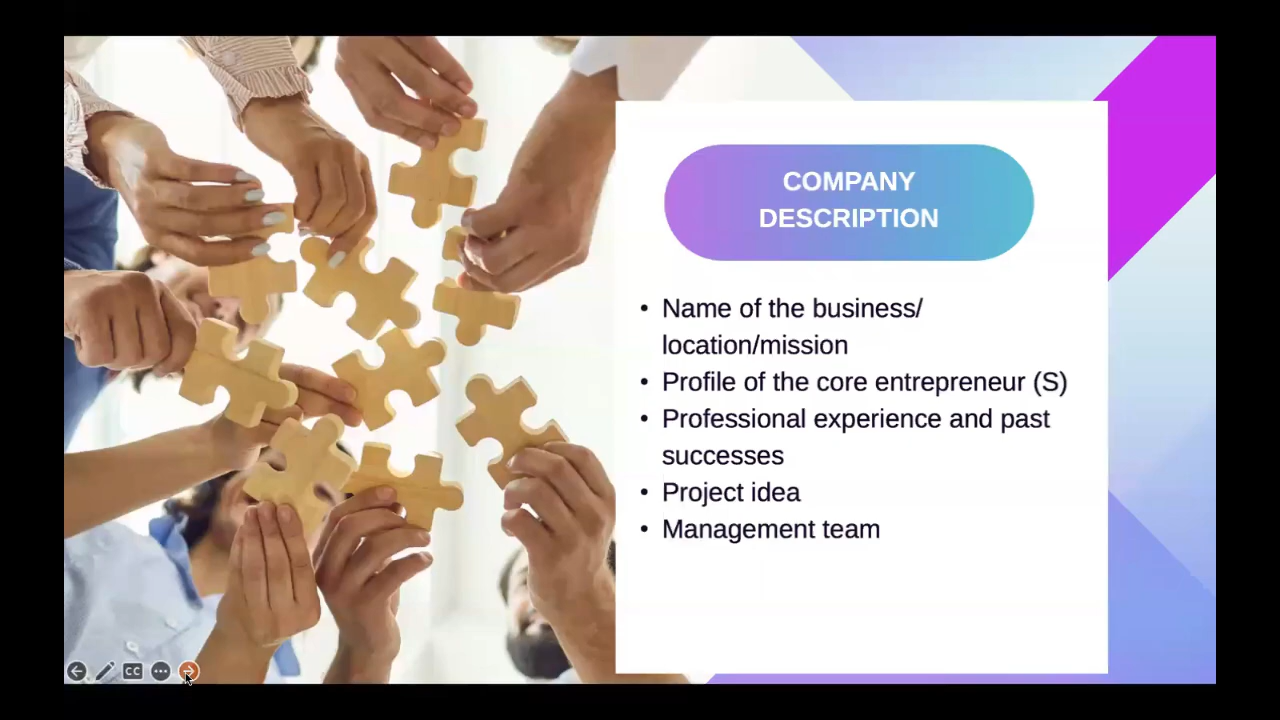 COMPANY
DESCRIPTION
• Name of the business/
location/mission
• Profile of the core entrepreneur (S)
• Professional experience and past
successes
• Project idea
• Management team
CC